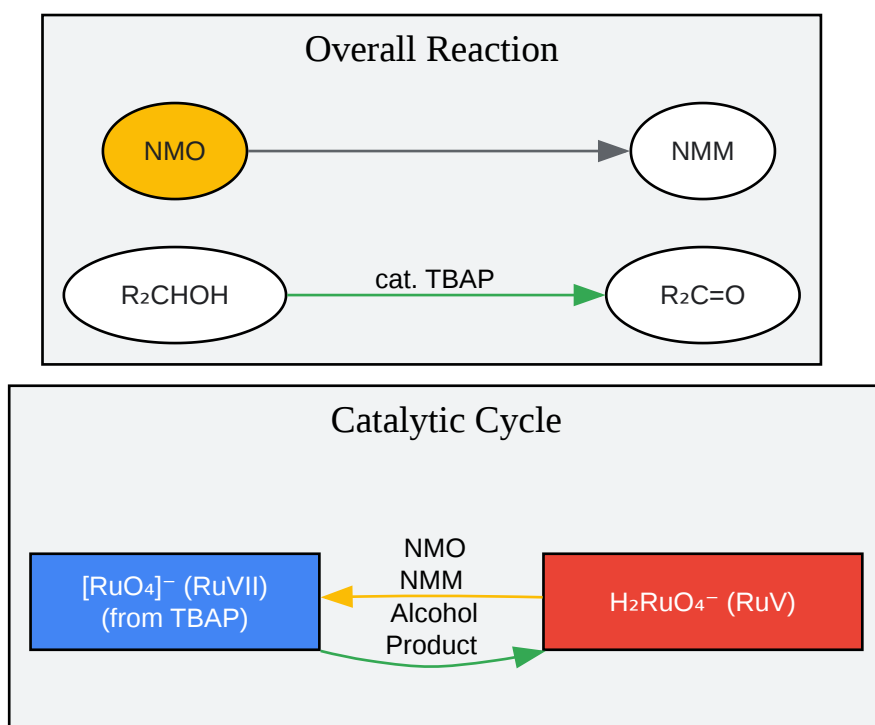 Overall Reaction
NMO
NMM
R₂CHOH
cat. TBAP
R₂C=O
Catalytic Cycle
NMO
NMM
Alcohol
Product
[RuO₄]⁻ (RuVII)
(from TBAP)
H₂RuO₄⁻ (RuV)